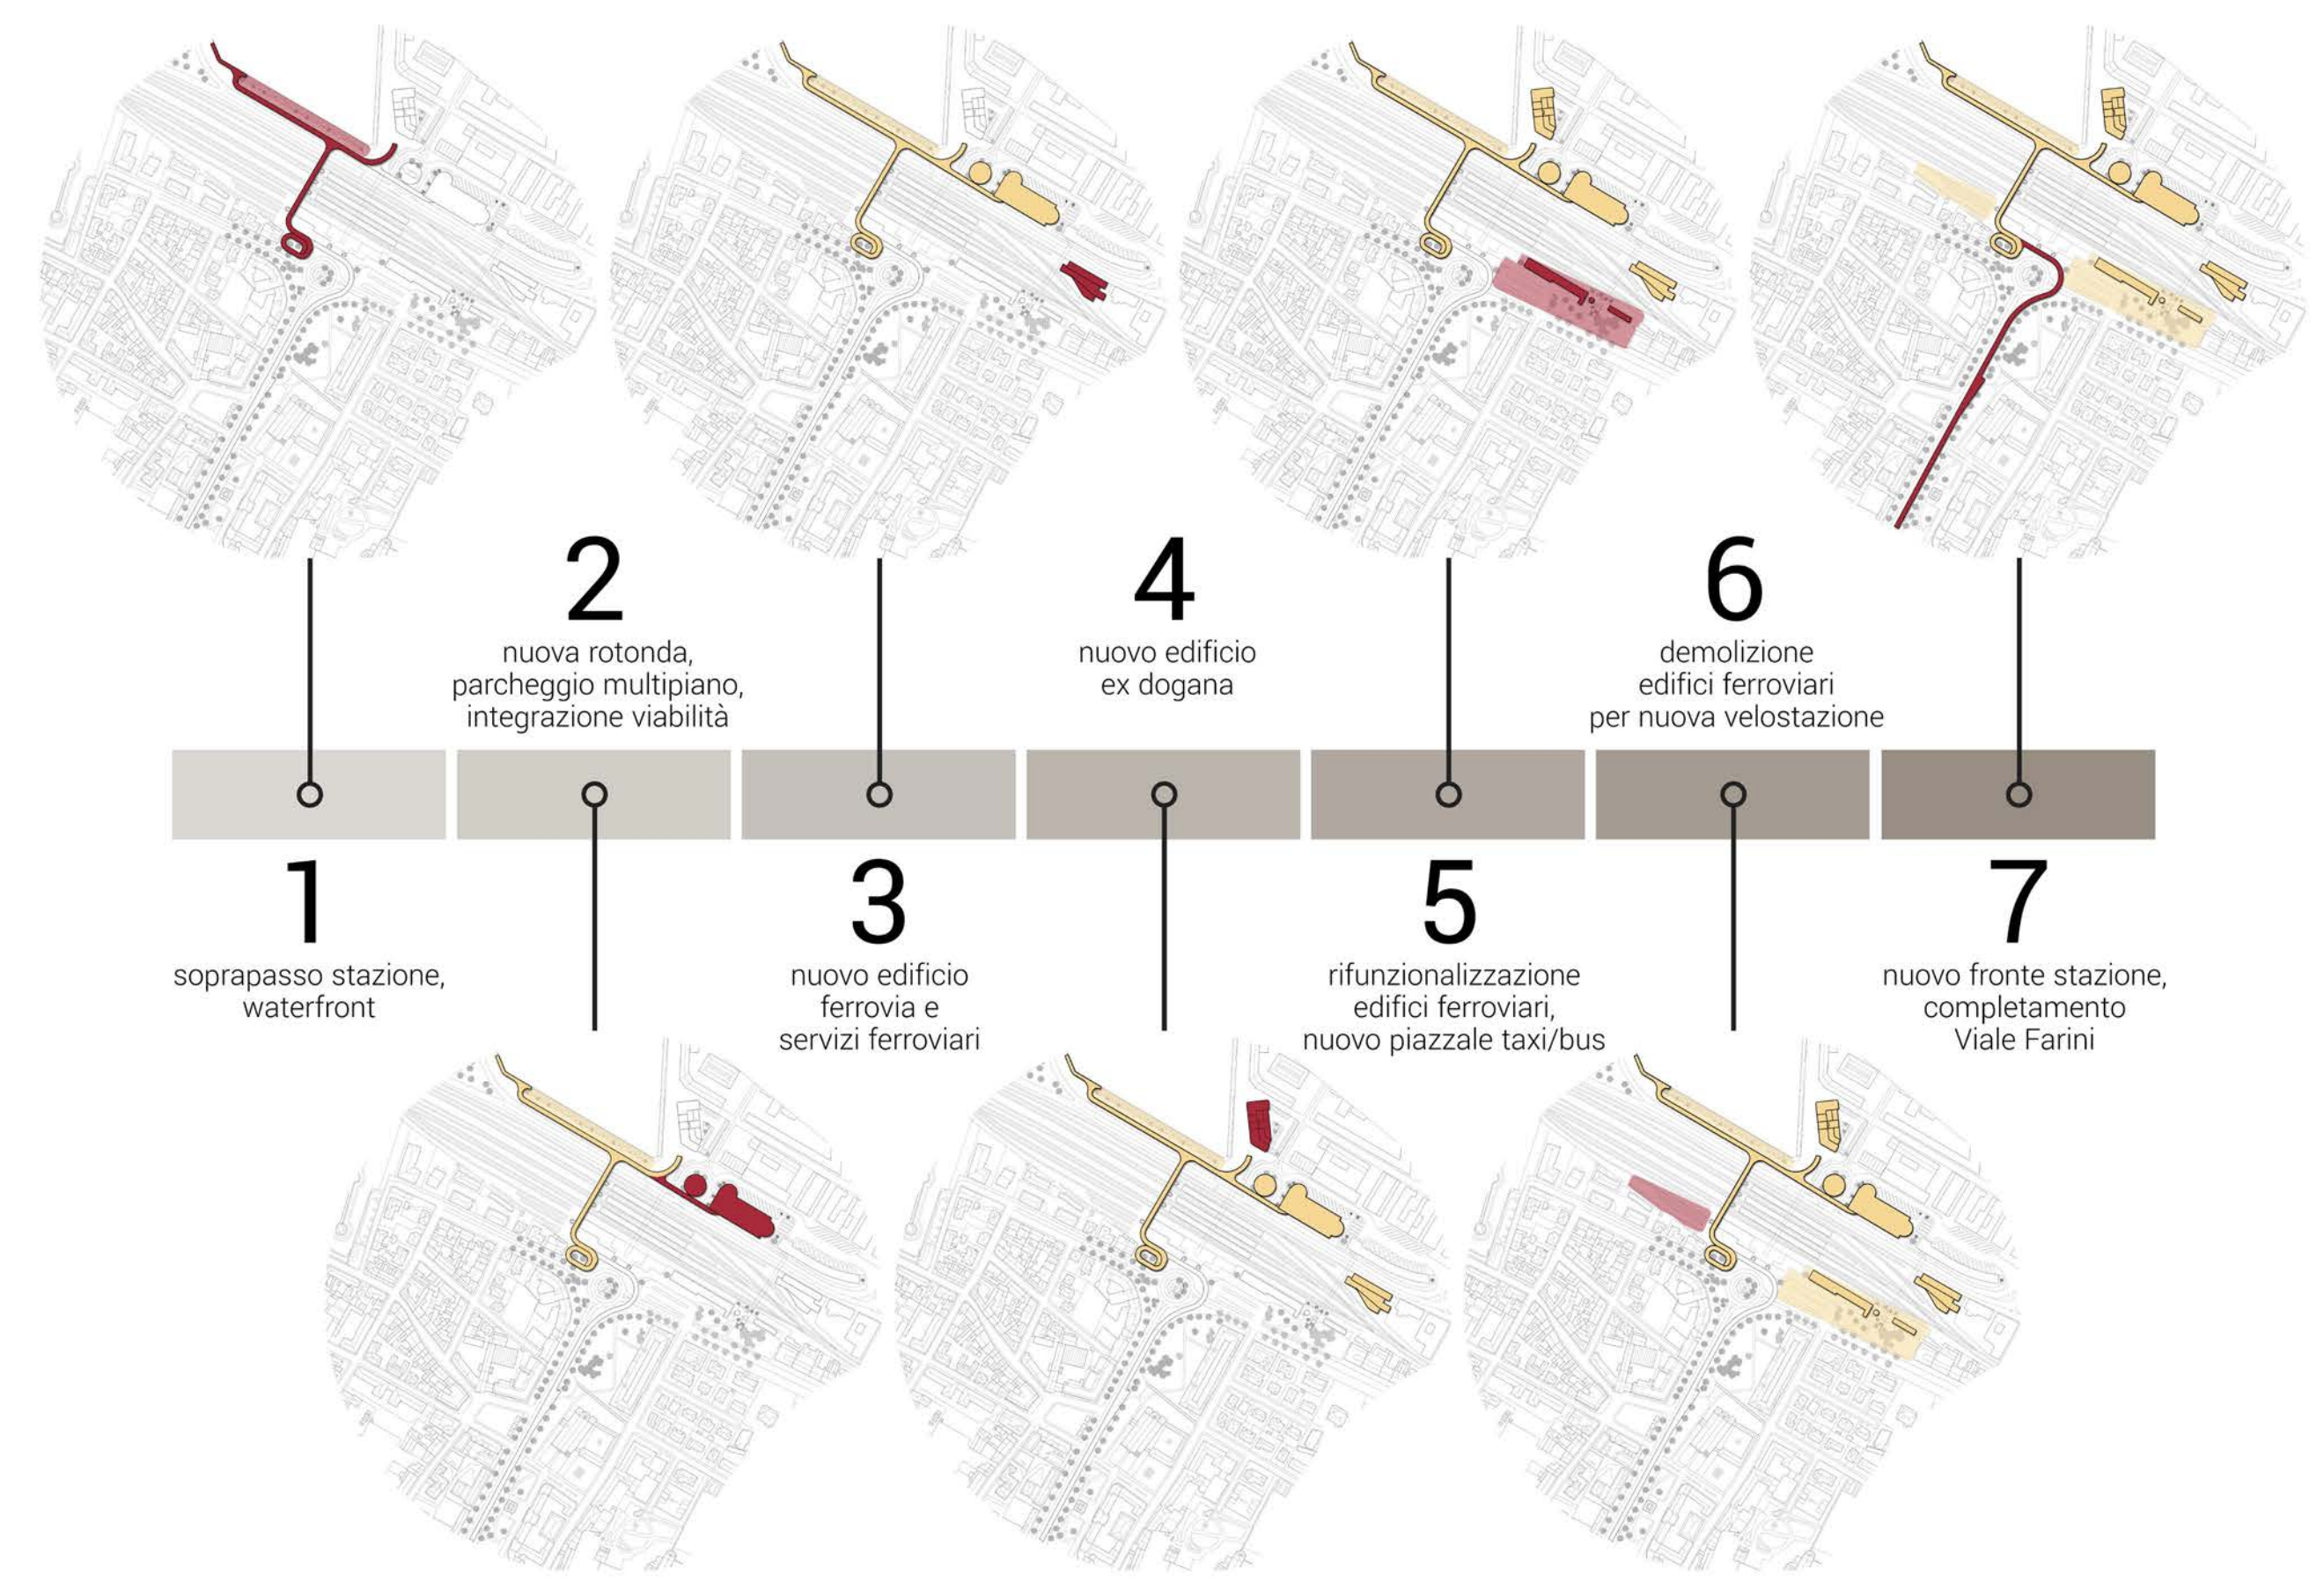 1
soprapasso stazione,
waterfront
2
nuova rotonda,
parcheggio multipiano,
integrazione viabilità
3
nuovo edificio
ferrovia e
servizi ferroviari
4
nuovo edificio
ex dogana
5
rifunzionalizzazione
edifici ferroviari,
nuovo piazzale taxi/bus
6
demolizione
edifici ferroviari
per nuova velostazione
7
nuovo fronte stazione,
completamento
Viale Farini